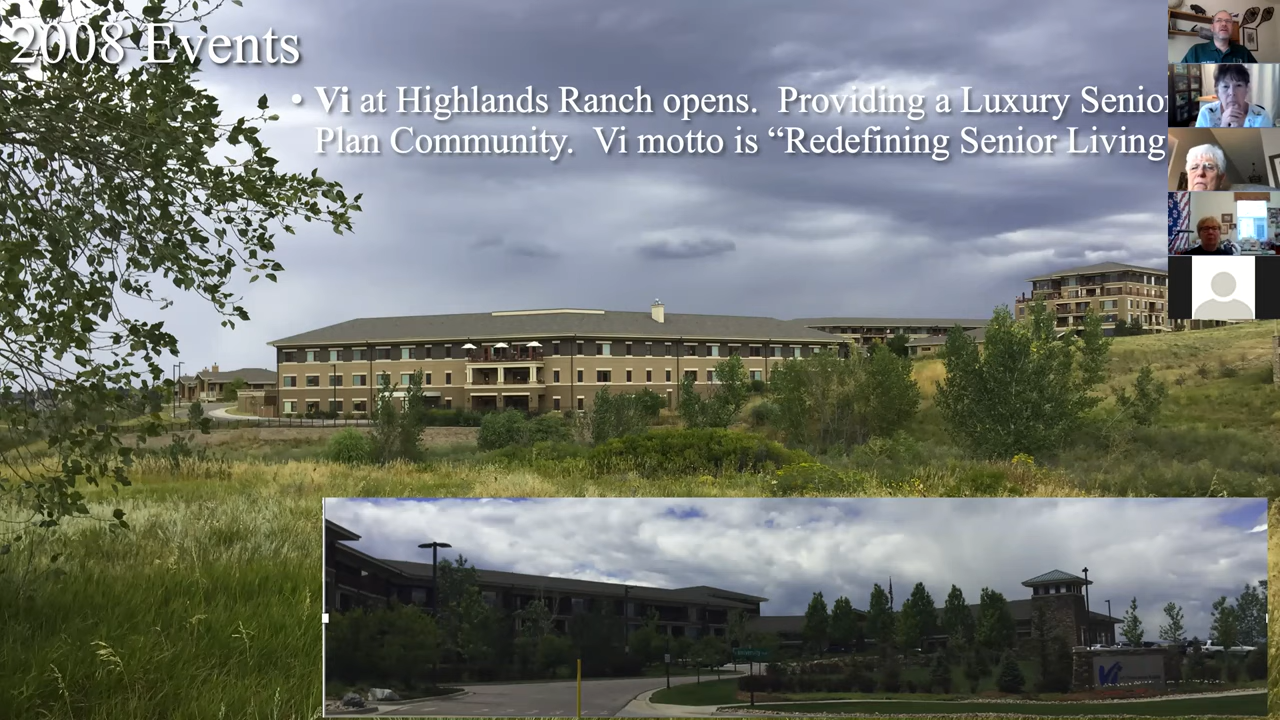 2008 Events
• Vi at Highlands Ranch opens. Providing a Luxury Senior
Plan Community. Vi motto is “Redefining Senior Living
Vi